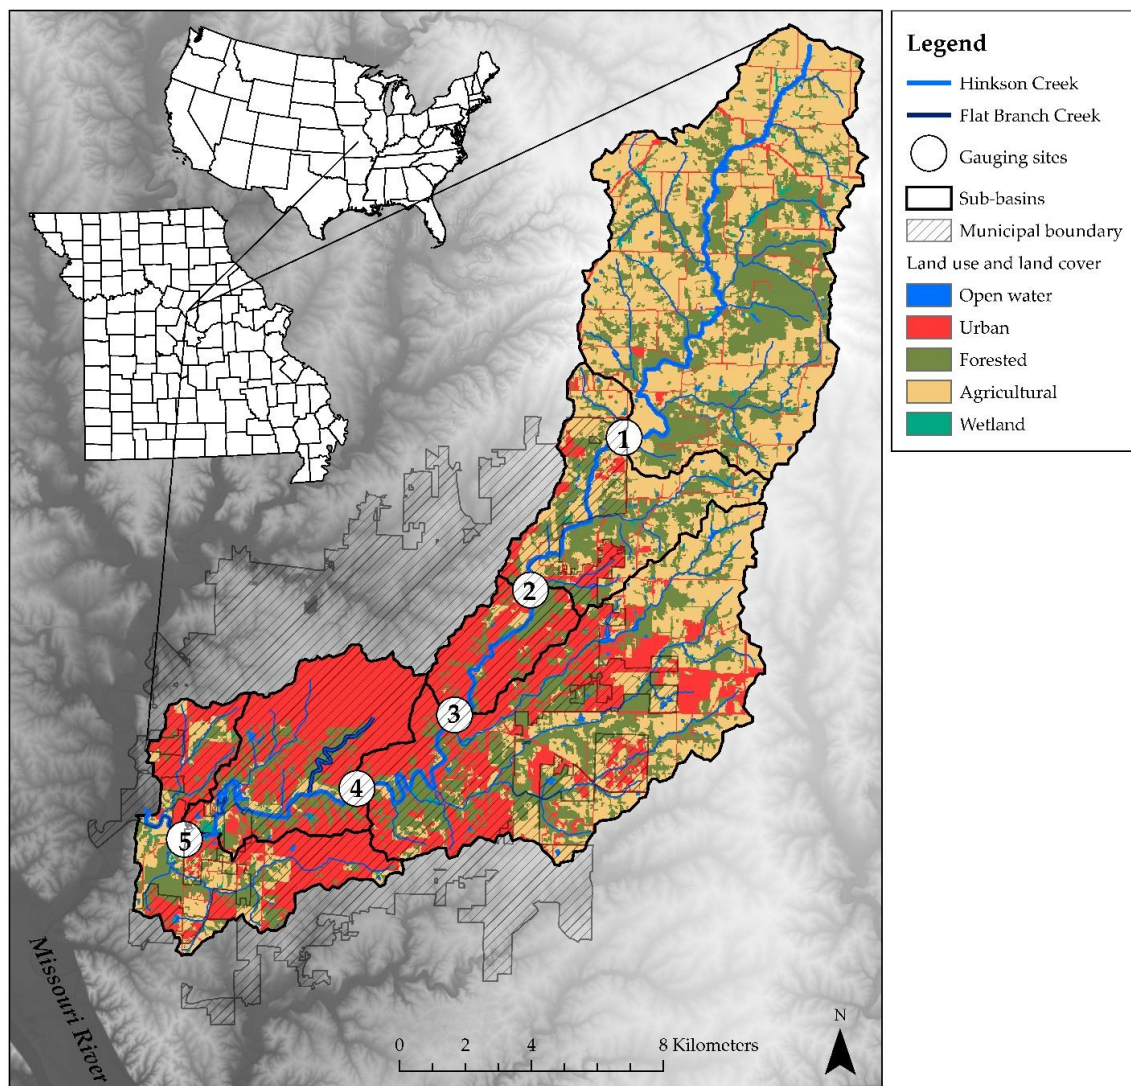 Legend
Hinkson Creek
Flat Branch Creek
Gauging sites
Sub-basins
Municipal boundary
Land use and land cover
Open water
Urban
Forested
Agricultural
Wetland
1
2
3
4
5
Missouri River
0 2 4 8 Kilometers
N